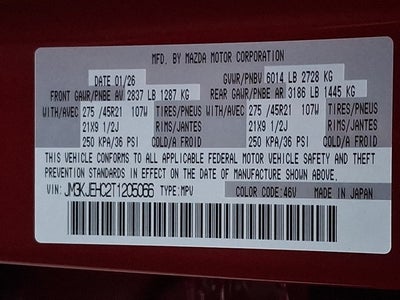 MFD. BY MAZDA MOTOR CORPORATION
DATE 01/26 GVWR/PNBV 6014 LB 2728 KG
FRONT GAWR/PNBE AV 2837 LB 1287 KG REAR GAWR/PNBE AR 3186 LB 1445 KG
WITH/AVEC 275 /45R21 107W TIRES/PNEUS WITH/AVEC 275 /45R21 107W TIRES/PNEUS
21X9 1/2J RIMS/JANTES 21X9 1/2J RIMS/JANTES
250 KPA/36 PSI COLD/A FROID 250 KPA/36 PSI COLD/A FROID
THIS VEHICLE CONFORMS TO ALL APPLICABLE FEDERAL MOTOR VEHICLE SAFETY AND THEFT
PREVENTION STANDARDS IN EFFECT ON THE DATE OF MANUFACTURE SHOWN ABOVE.
VIN: JM3KJEHC2T1205066 TYPE:MPV COLOR CODE:46V MADE IN JAPAN